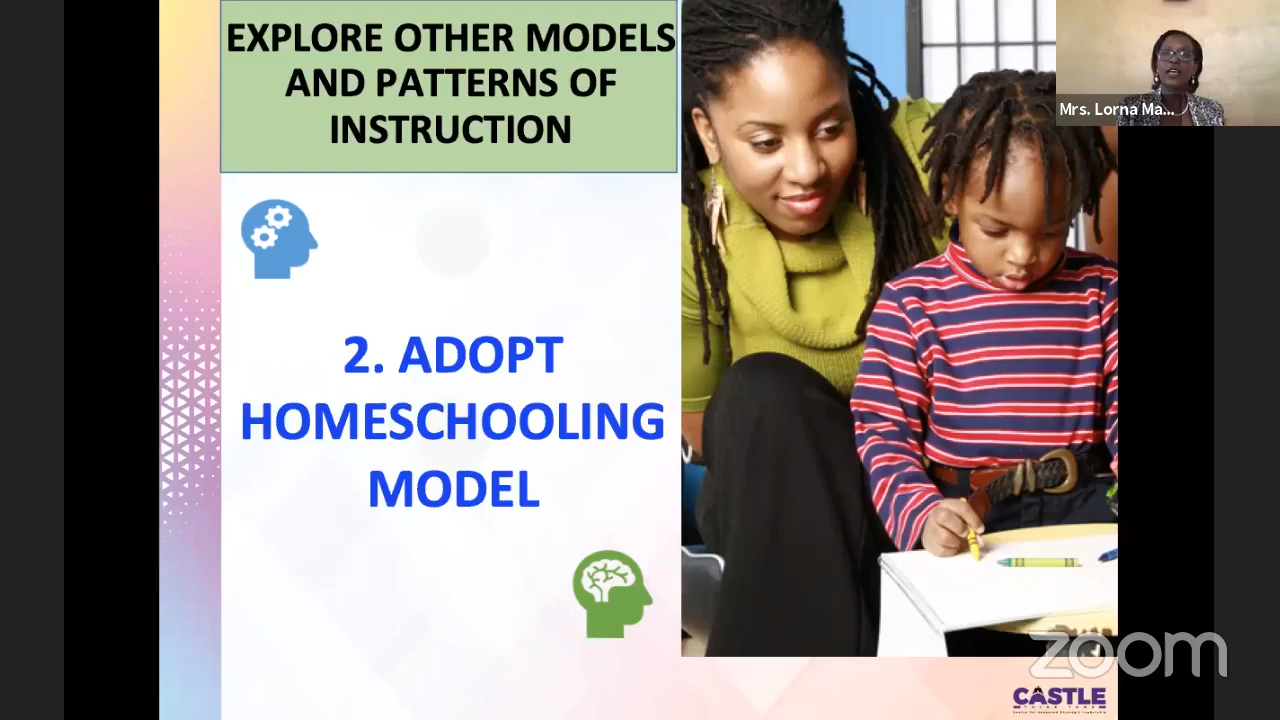 EXPLORE OTHER MODELS
AND PATTERNS OF
INSTRUCTION
Mrs. Lorna Ma...
2. ADOPT
HOMESCHOOLING
MODEL
zoom
CASTLE